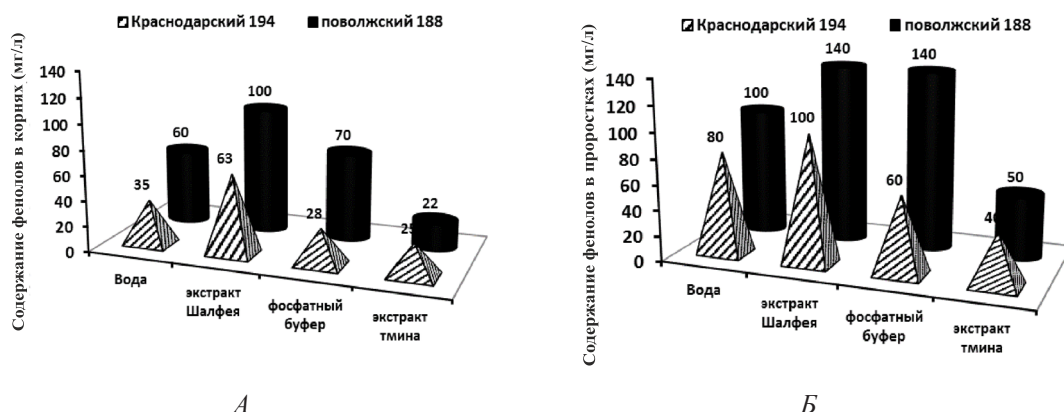 Краснодарский 194 поволжский 188
Содержание фенолов в корнях (мг/л)
140
120
100
80
60
40
20
0
35
60
63
100
28
70
25
22
Вода
экстракт
Шалфея
фосфатный
буфер
экстракт
тмина
А
Краснодарский 194 поволжский 188
Содержание фенолов в проростках (мг/л)
140
120
100
80
60
40
20
0
80
100
100
140
60
140
40
50
Вода
экстракт
Шалфея
фосфатный
буфер
экстракт
тмина
Б